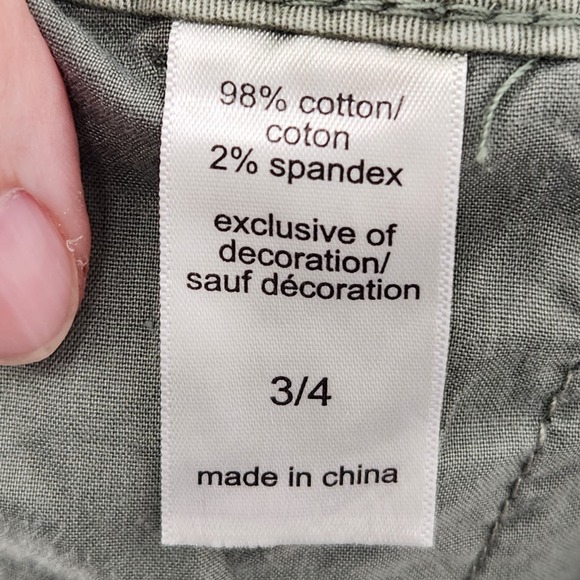 98% cotton/
coton
2% spandex
exclusive of
decoration/
sauf décoration
3/4
made in china